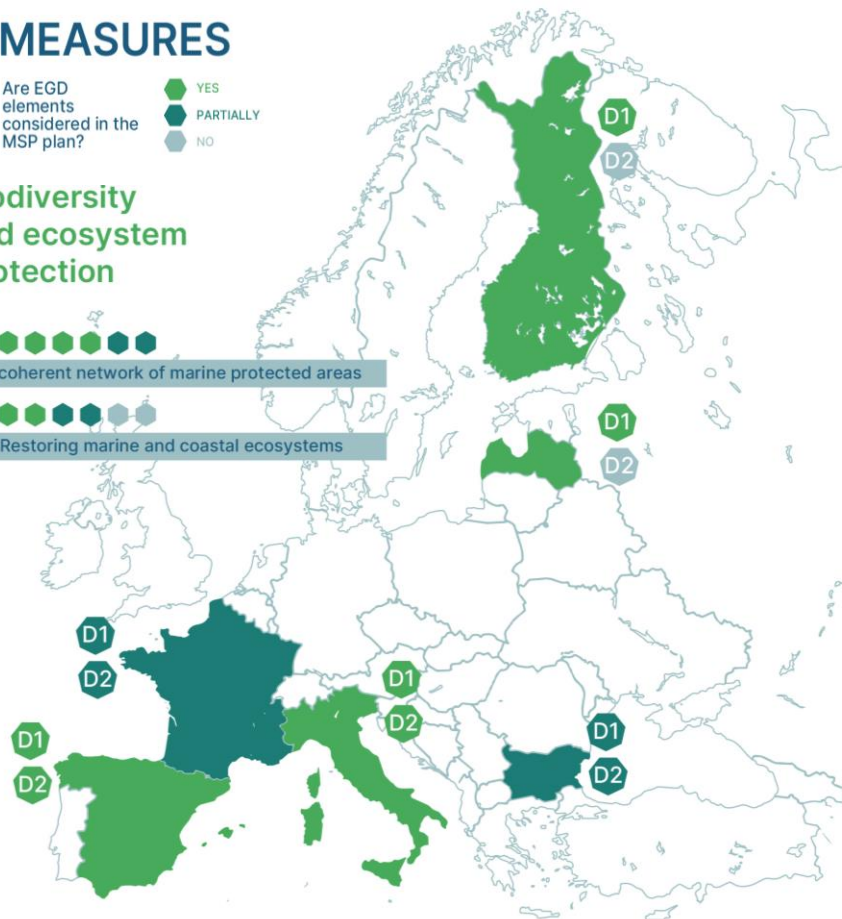 MEASURES
Are EGD
elements
considered in the
MSP plan?
YES
PARTIALLY
NO
odiversity
d ecosystem
otection
coherent network of marine protected areas
Restoring marine and coastal ecosystems
D1
D2
D1
D2
D1
D2
D1
D2
D1
D2
D1
D2